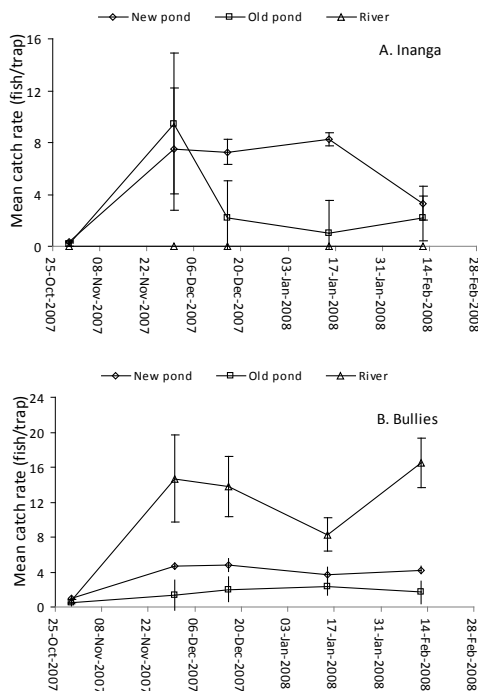 New pond Old pond River
A. Inanga
Mean catch rate (fish/trap)
16
12
8
4
0
25-Oct-2007
08-Nov-2007
22-Nov-2007
06-Dec-2007
20-Dec-2007
03-Jan-2008
17-Jan-2008
31-Jan-2008
14-Feb-2008
28-Feb-2008
New pond Old pond River
B. Bullies
Mean catch rate (fish/trap)
24
20
16
12
8
4
0
25-Oct-2007
08-Nov-2007
22-Nov-2007
06-Dec-2007
20-Dec-2007
03-Jan-2008
17-Jan-2008
31-Jan-2008
14-Feb-2008
28-Feb-2008